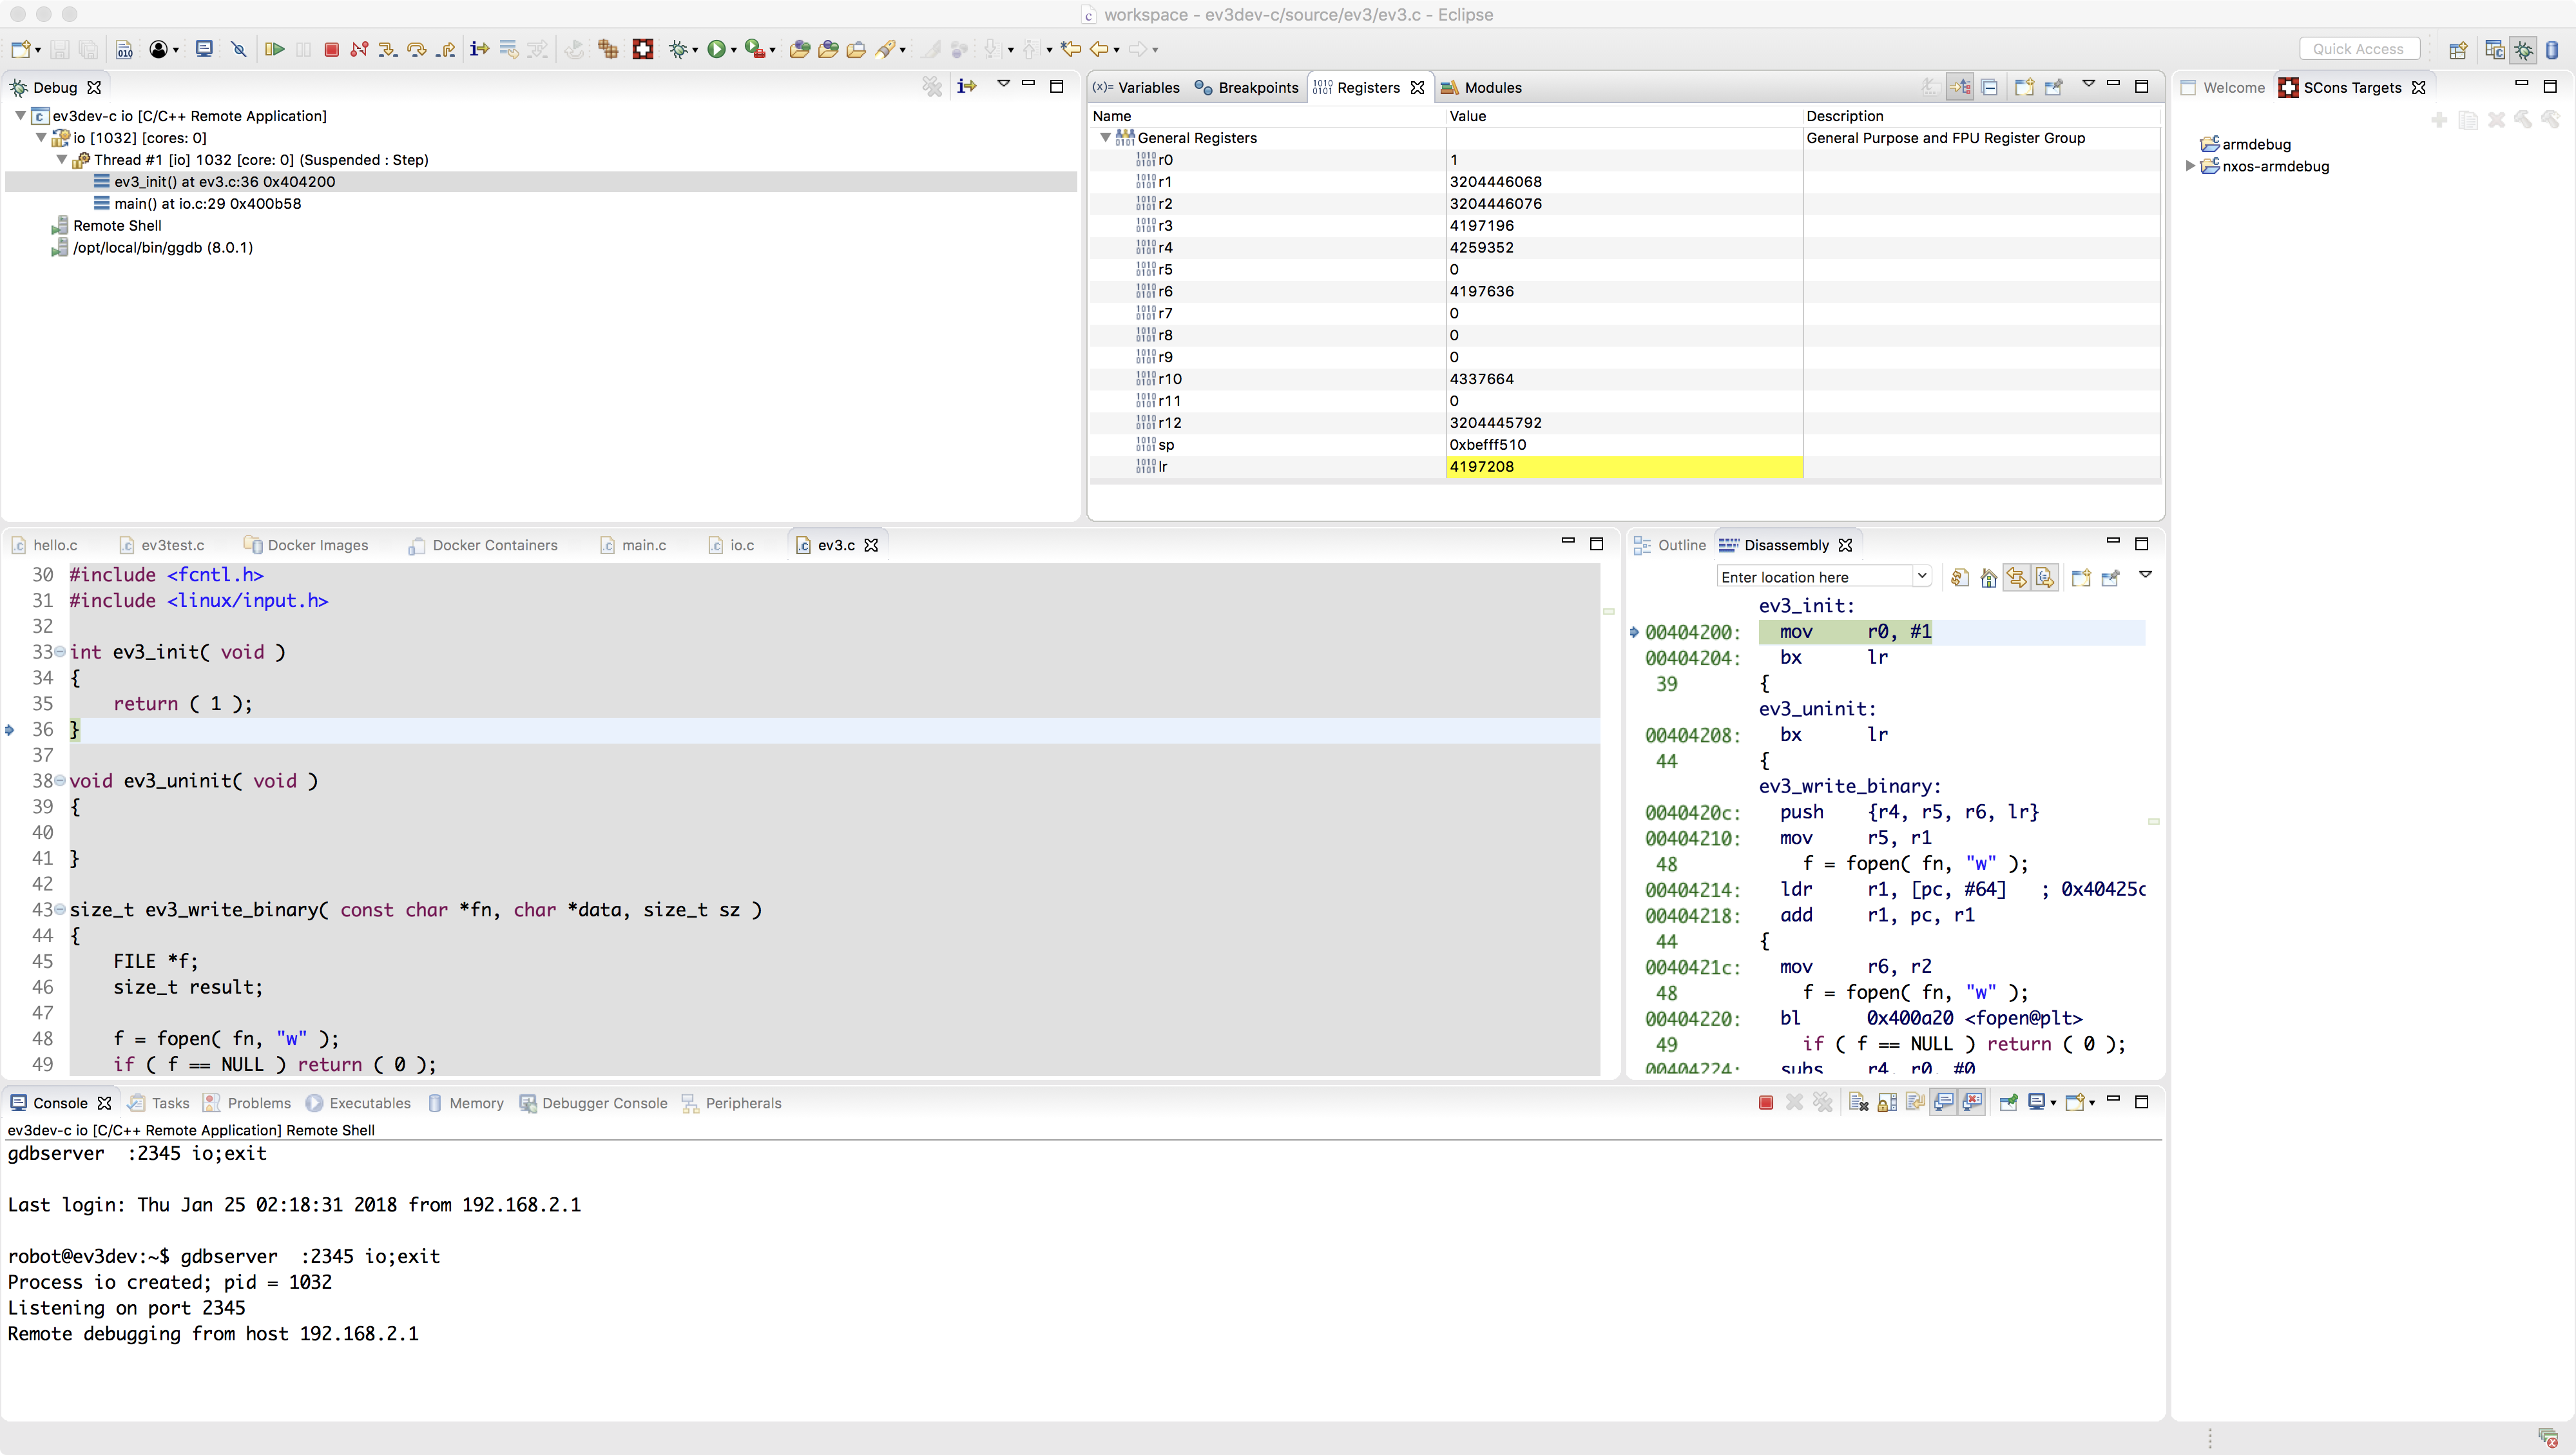 workspace - ev3dev-c/source/ev3/ev3.c - Eclipse
Quick Access
Debug
ev3dev-c io [C/C++ Remote Application]
io [1032] [cores: 0]
Thread #1 [io] 1032 [core: 0] (Suspended : Step)
ev3_init() at ev3.c:36 0x404200
main() at io.c:29 0x400b58
Remote Shell
/opt/local/bin/ggdb (8.0.1)
(x)= Variables Breakpoints Registers Modules
Name Value Description
General Registers General Purpose and FPU Register Group
r0 1
r1 3204446068
r2 3204446076
r3 4197196
r4 4259352
r5 0
r6 4197636
r7 0
r8 0
r9 0
r10 4337664
r11 0
r12 3204445792
sp 0xbefff510
lr 4197208
Welcome SCons Targets
armdebug
nxos-armdebug
hello.c ev3test.c Docker Images Docker Containers main.c io.c ev3.c
30 #include <fcntl.h>
31 #include <linux/input.h>
32
33 int ev3_init( void )
34 {
35 return ( 1 );
36 }
37
38 void ev3_uninit( void )
39 {
40
41 }
42
43 size_t ev3_write_binary( const char *fn, char *data, size_t sz )
44 {
45 FILE *f;
46 size_t result;
47
48 f = fopen( fn, "w" );
49 if ( f == NULL ) return ( 0 );
Outline Disassembly
Enter location here
ev3_init:
00404200: mov r0, #1
00404204: bx lr
39 {
ev3_uninit:
00404208: bx lr
44 {
ev3_write_binary:
0040420c: push {r4, r5, r6, lr}
00404210: mov r5, r1
48 f = fopen( fn, "w" );
00404214: ldr r1, [pc, #64] ; 0x40425c
00404218: add r1, pc, r1
44 {
0040421c: mov r6, r2
48 f = fopen( fn, "w" );
00404220: bl 0x400a20 <fopen@plt>
49 if ( f == NULL ) return ( 0 );
00404224: subs r4, r0, #0
Console Tasks Problems Executables Memory Debugger Console Peripherals
ev3dev-c io [C/C++ Remote Application] Remote Shell
gdbserver  :2345 io;exit
Last login: Thu Jan 25 02:18:31 2018 from 192.168.2.1
robot@ev3dev:~$ gdbserver  :2345 io;exit
Process io created; pid = 1032
Listening on port 2345
Remote debugging from host 192.168.2.1